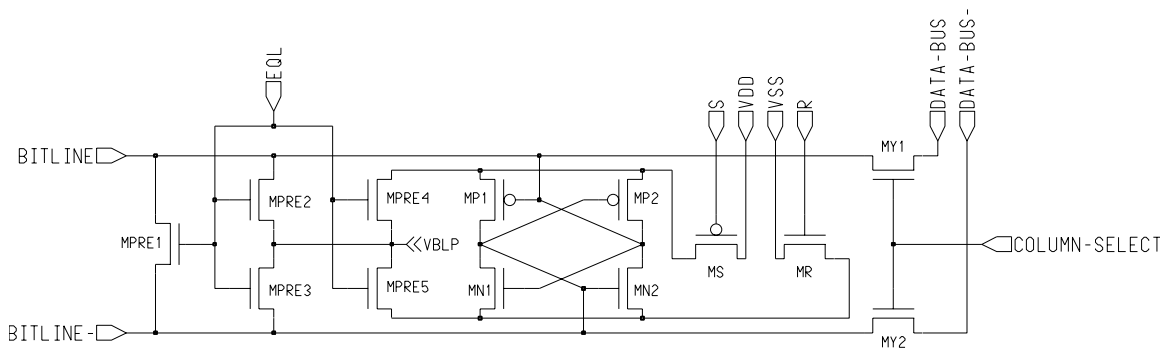 DATA-BUS
DATA-BUS-
EQL
S
VDD
VSS
R
MY1
BITLINE
MPRE2
MPRE4
MP1
MP2
MPRE1
VBLP
COLUMN-SELECT
MS
MR
MPRE3
MPRE5
MN1
MN2
BITLINE-
MY2